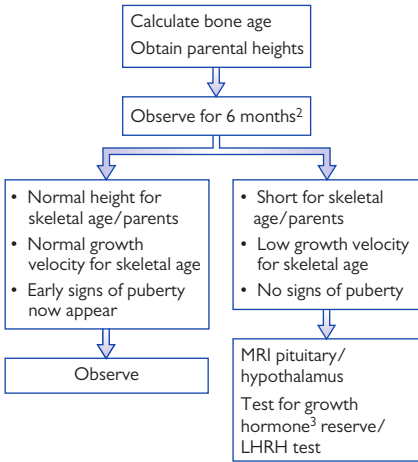 Calculate bone age
Obtain parental heights
Observe for 6 months²
• Normal height for
skeletal age/parents
• Normal growth
velocity for skeletal age
• Early signs of puberty
now appear
• Short for skeletal
age/parents
• Low growth velocity
for skeletal age
• No signs of puberty
Observe
MRI pituitary/
hypothalamus
Test for growth
hormone³ reserve/
LHRH test